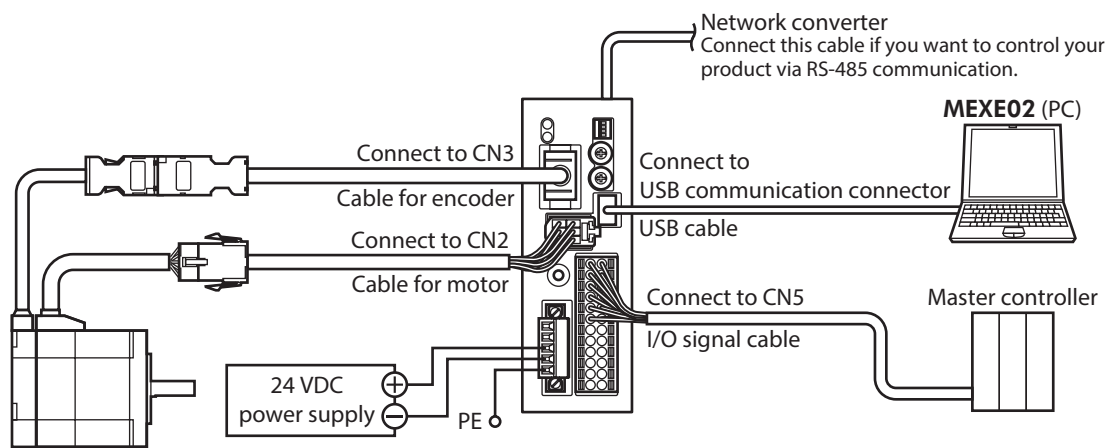 Network converter
Connect this cable if you want to control your
product via RS-485 communication.
MEXE02 (PC)
Connect to CN3
Cable for encoder
Connect to
USB communication connector
USB cable
Connect to CN2
Cable for motor
Connect to CN5
I/O signal cable
Master controller
24 VDC
power supply
+
−
PE